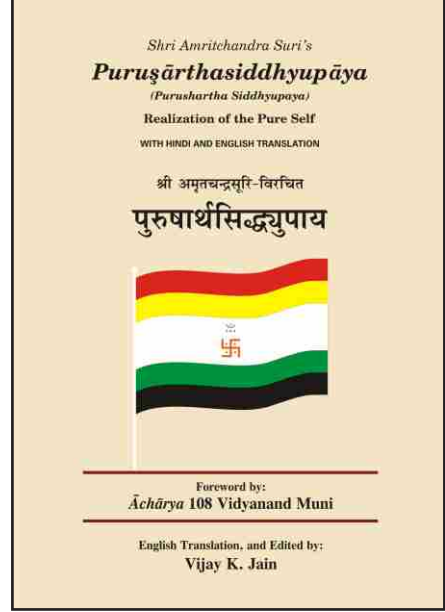 Shri Amritchandra Suri's
Puruṣārthasiddhyupāya
(Purushartha Siddhyupaya)
Realization of the Pure Self
WITH HINDI AND ENGLISH TRANSLATION
श्री अमृतचन्द्रसूरि-विरचित
पुरुषार्थसिद्ध्युपाय
Foreword by:
Āchārya 108 Vidyanand Muni
English Translation, and Edited by:
Vijay K. Jain